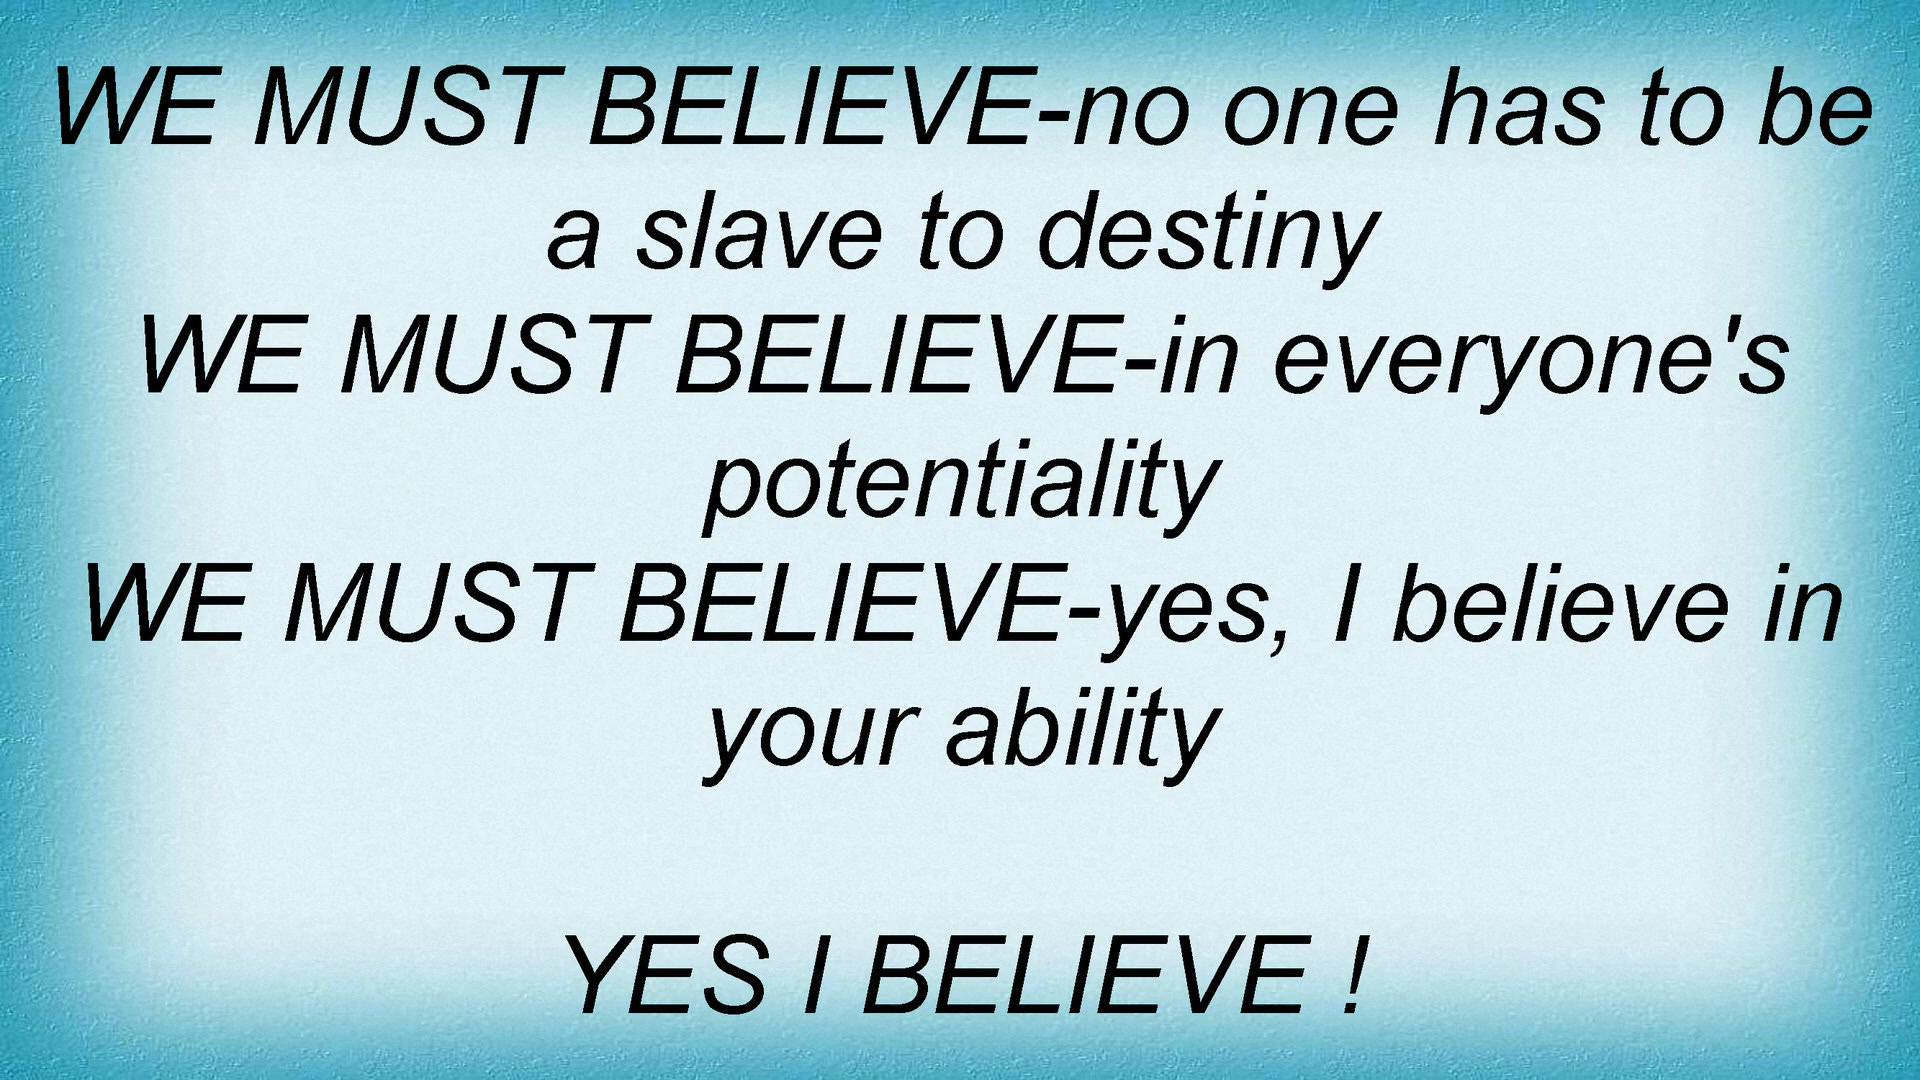 WE MUST BELIEVE-no one has to be
a slave to destiny
WE MUST BELIEVE-in everyone's
potentiality
WE MUST BELIEVE-yes, I believe in
your ability
YES I BELIEVE !